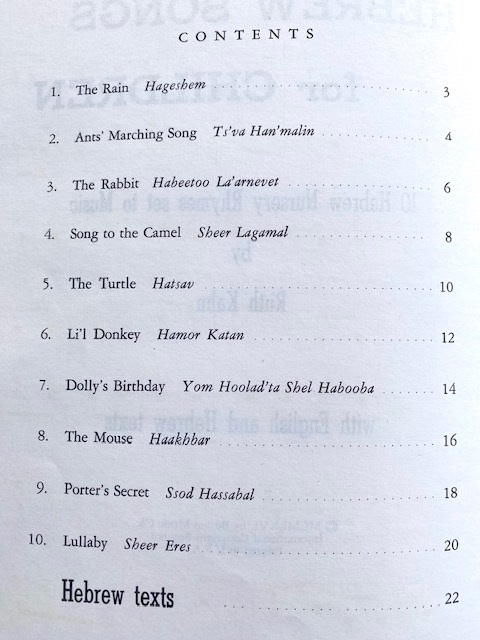 CONTENTS
1. The Rain Hageshem 3
2. Ants' Marching Song Ts'va Han'malin 4
3. The Rabbit Habeetoo La'arnevet 6
4. Song to the Camel Sheer Lagamal 8
5. The Turtle Hatsav 10
6. Li'l Donkey Hamor Katan 12
7. Dolly's Birthday Yom Hoolad'ta Shel Habooba 14
8. The Mouse Haakhbar 16
9. Porter's Secret Ssod Hassabal 18
10. Lullaby Sheer Eres 20
Hebrew texts 22